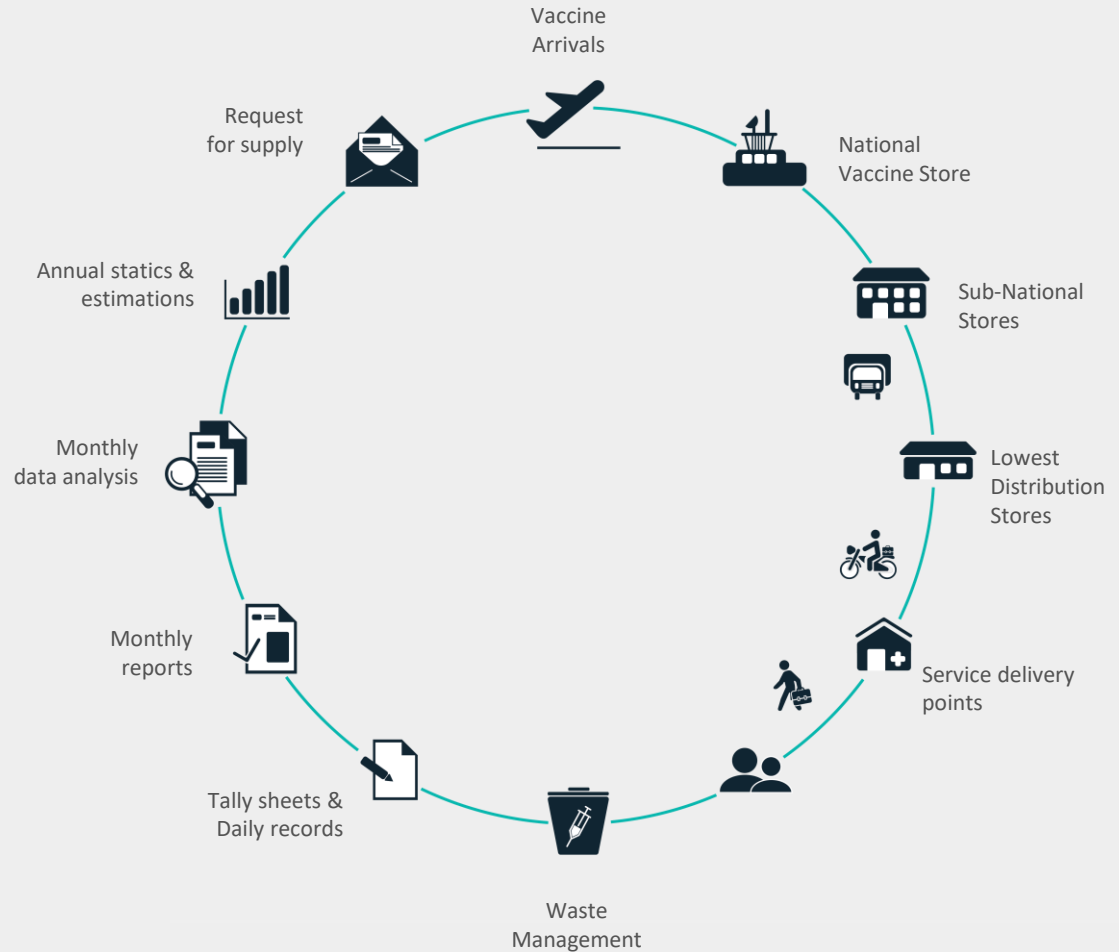 Vaccine
Arrivals
National
Vaccine Store
Sub-National
Stores
Lowest
Distribution
Stores
Service delivery
points
Waste
Management
Tally sheets &
Daily records
Monthly
reports
Monthly
data analysis
Annual statics &
estimations
Request
for supply